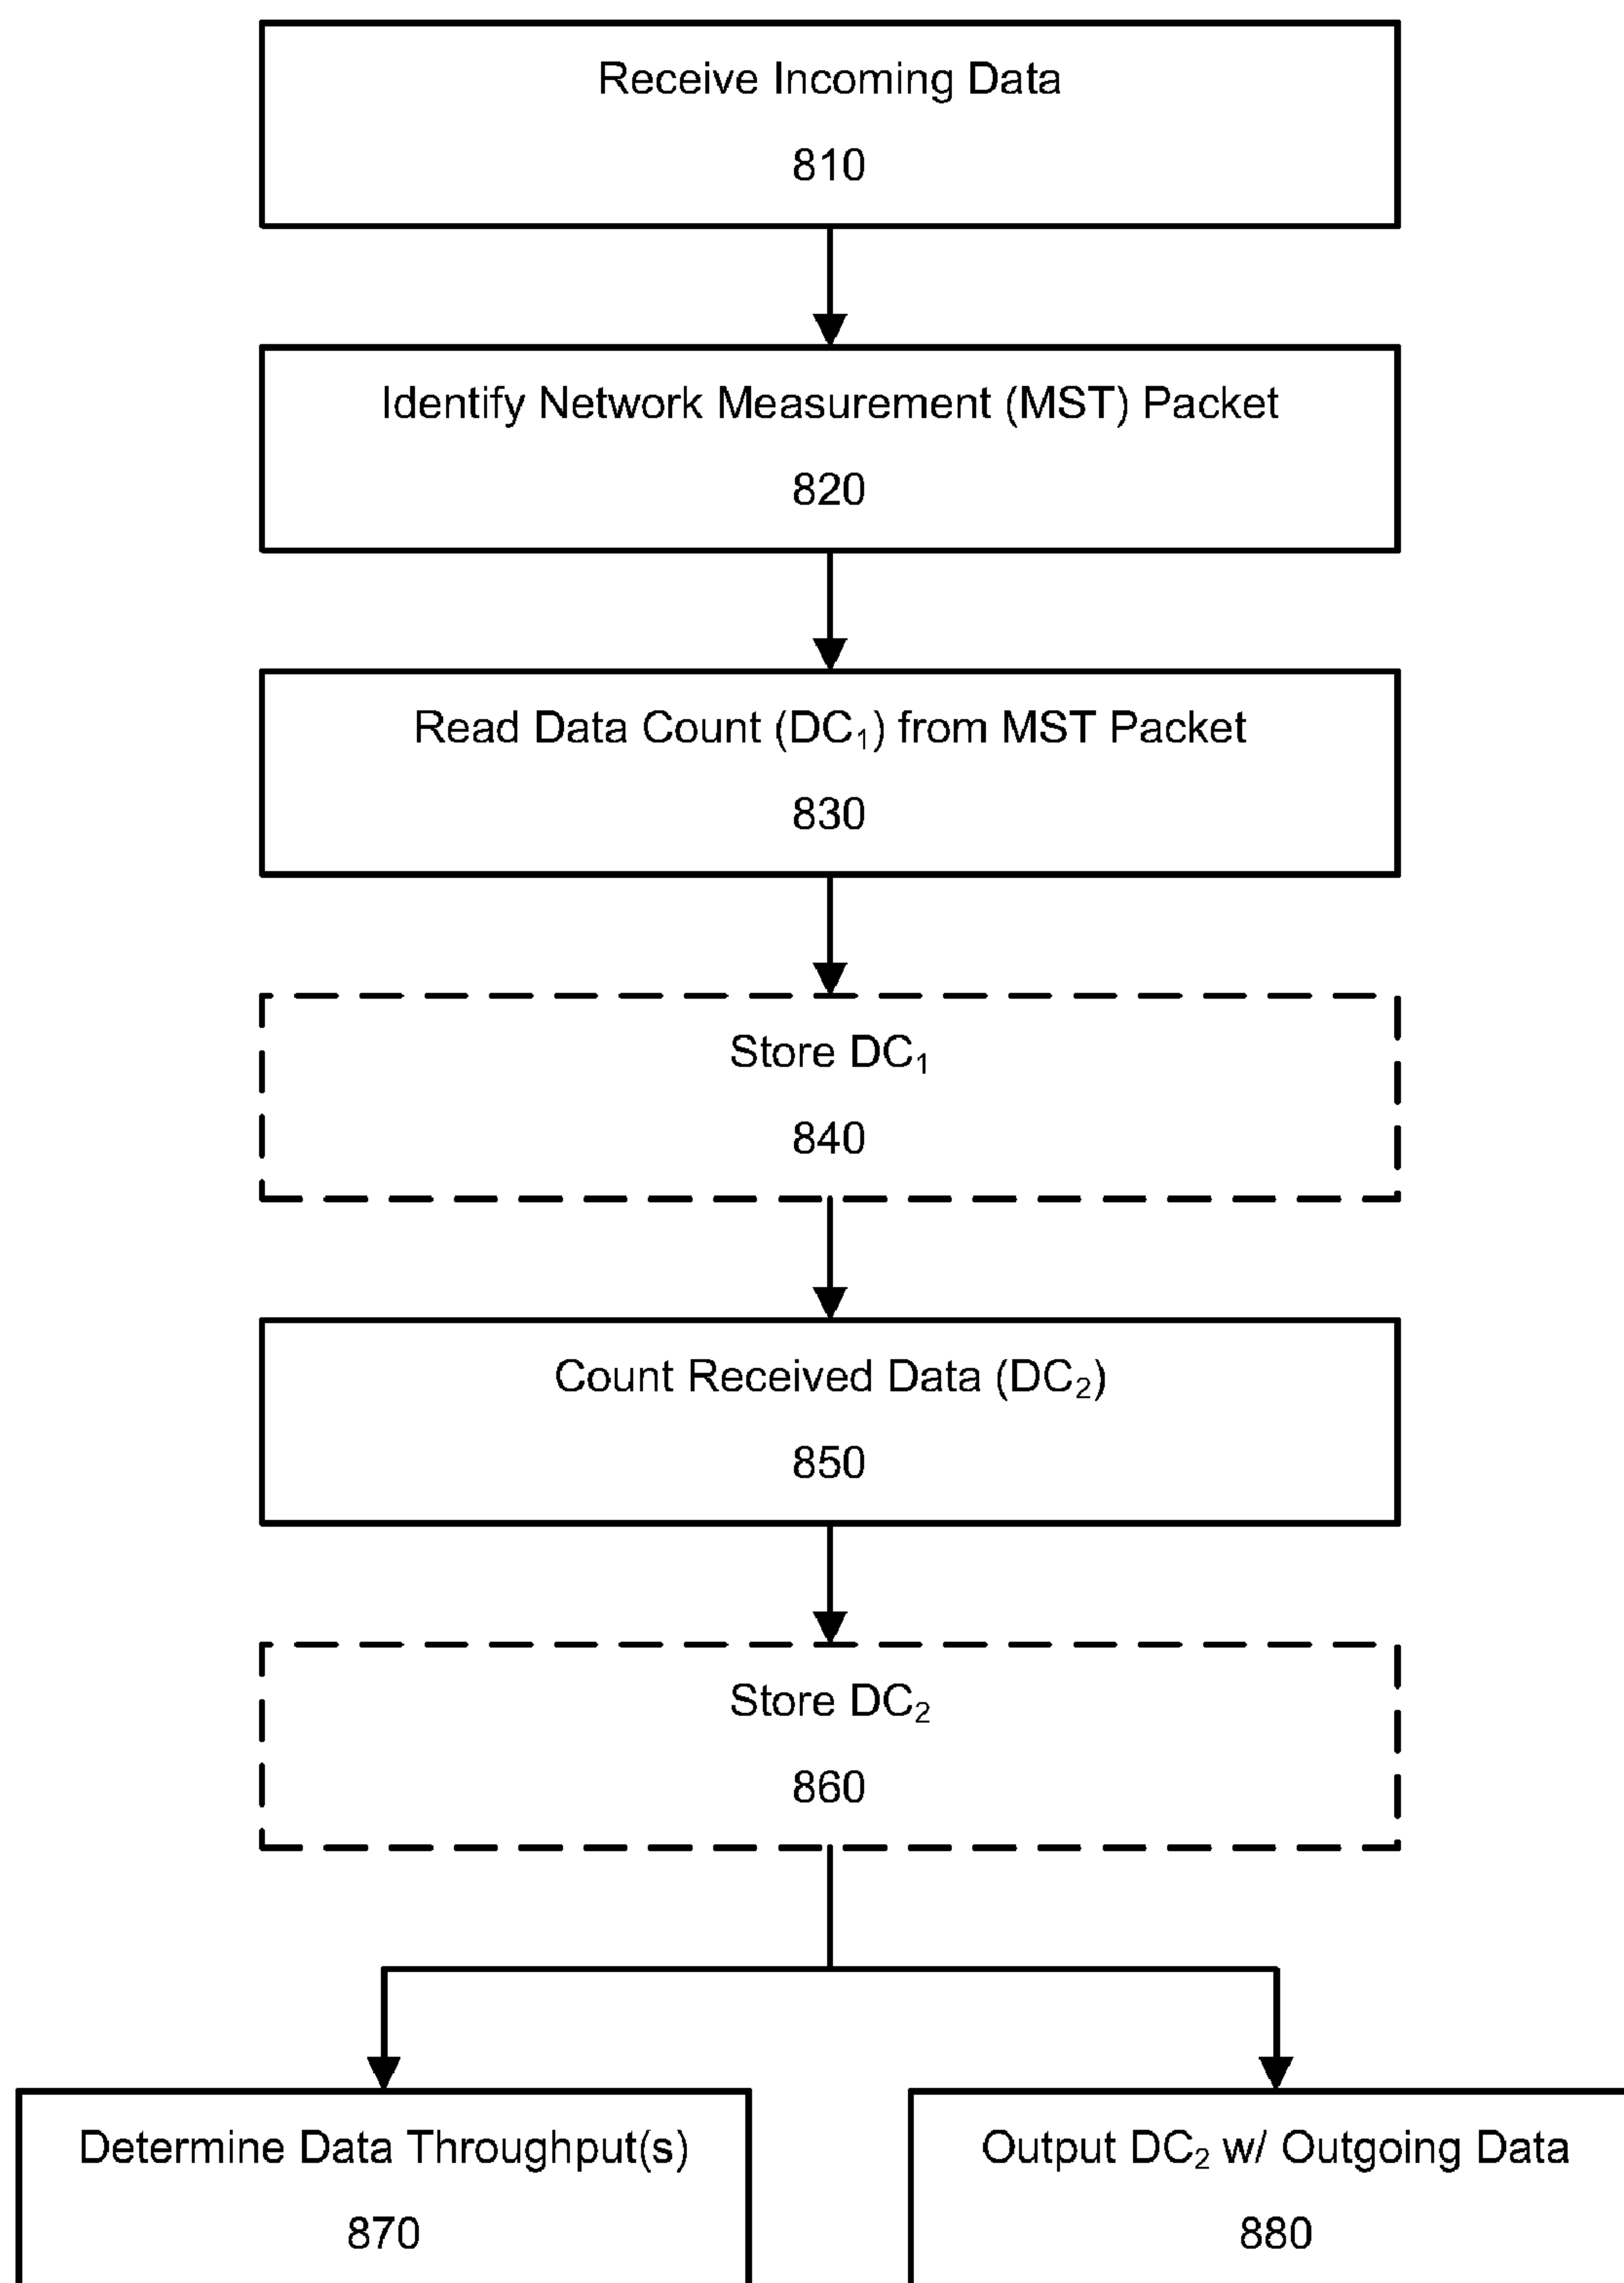 Receive Incoming Data
810
Identify Network Measurement (MST) Packet
820
Read Data Count (DC₁) from MST Packet
830
Store DC₁
840
Count Received Data (DC₂)
850
Store DC₂
860
Determine Data Throughput(s)
870
Output DC₂ w/ Outgoing Data
880